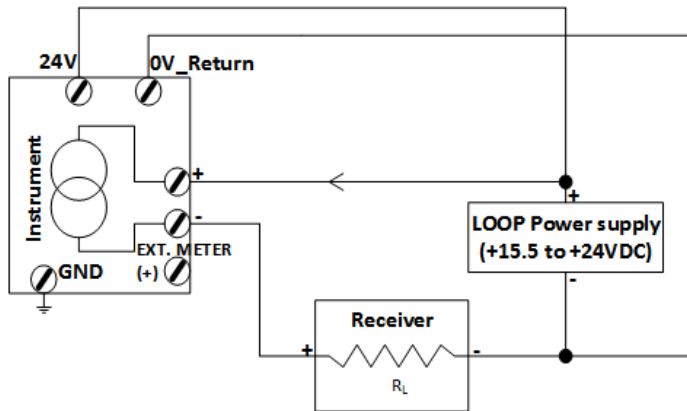 24V
0V_Return
Instrument
+
-
EXT. METER
(+)
GND
+
LOOP Power supply
(+15.5 to +24VDC)
-
Receiver
+
-
RL